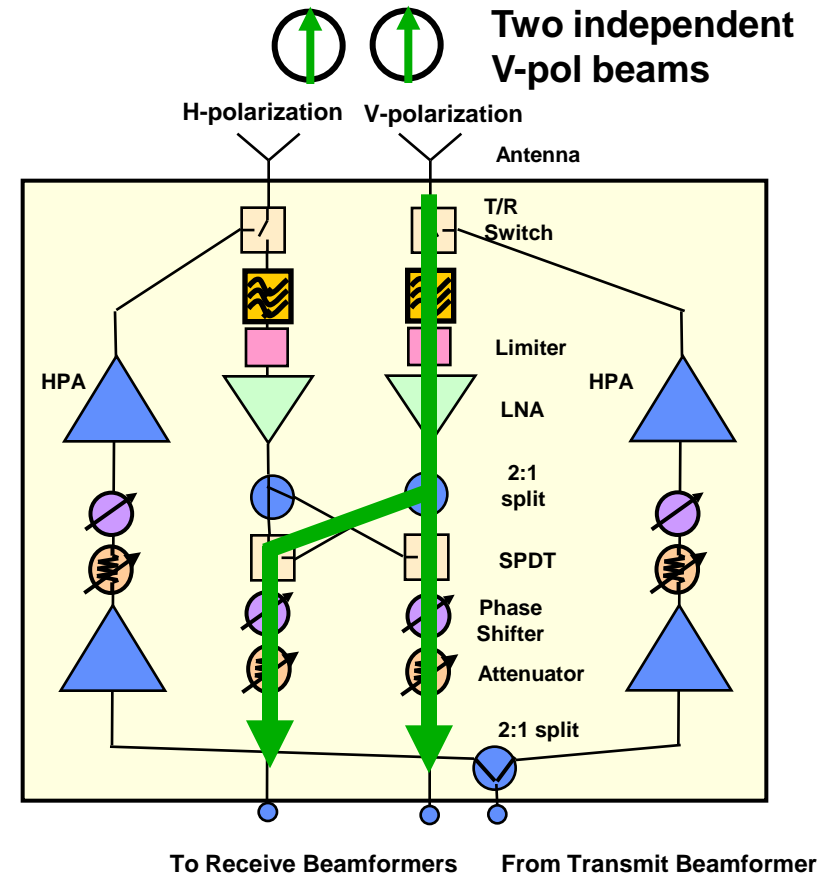 Two independent
V-pol beams
H-polarization
V-polarization
Antenna
T/R
Switch
Limiter
HPA
HPA
LNA
2:1
split
SPDT
Phase
Shifter
Attenuator
2:1 split
To Receive Beamformers
From Transmit Beamformer